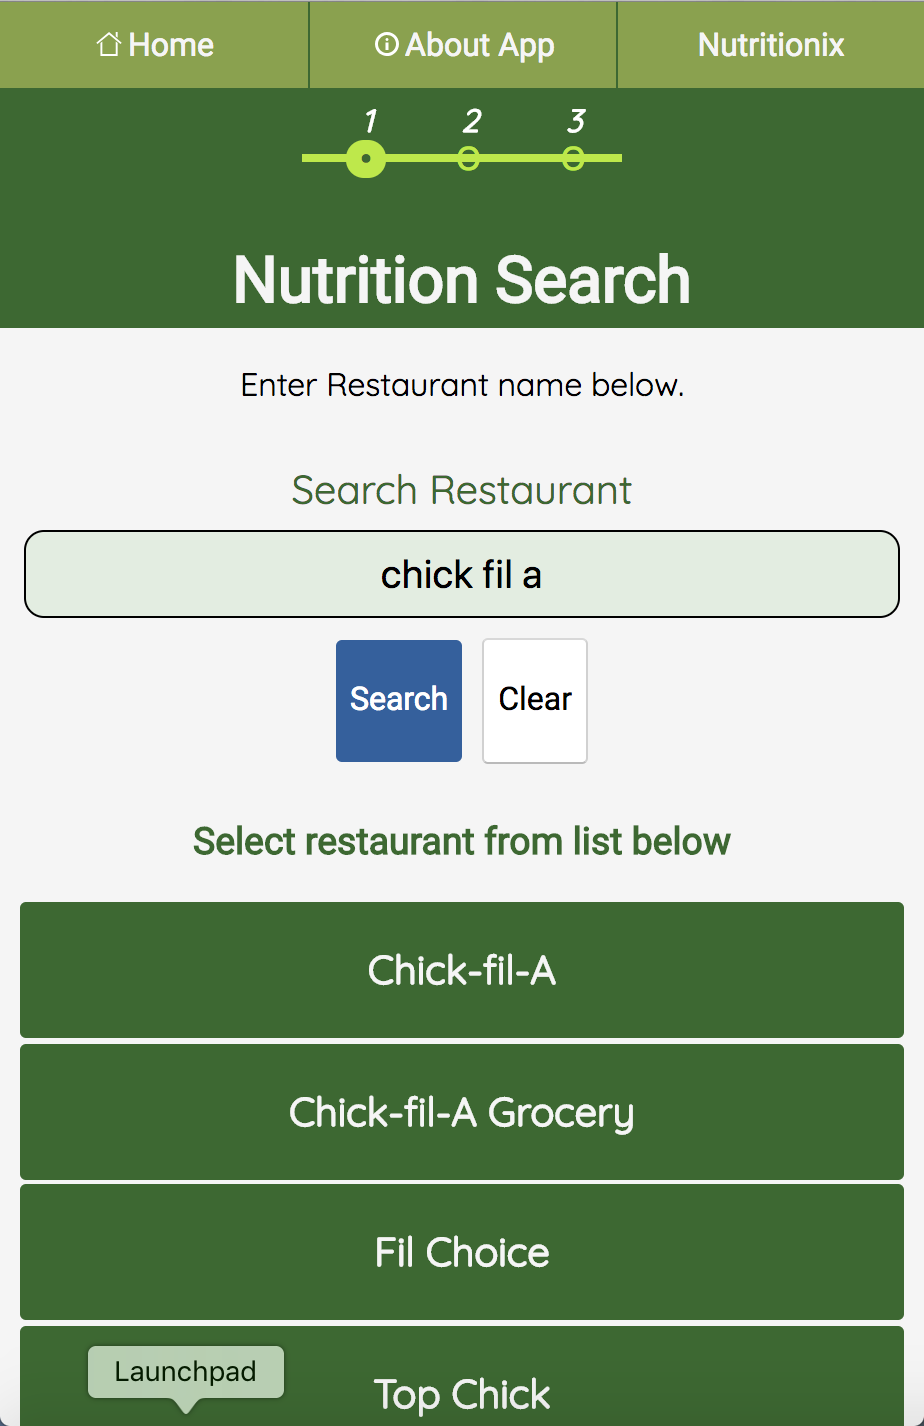 Home About App Nutritionix
1 2 3
Nutrition Search
Enter Restaurant name below.
Search Restaurant
chick fil a
Search Clear
Select restaurant from list below
Chick-fil-A
Chick-fil-A Grocery
Fil Choice
Launchpad
Top Chick